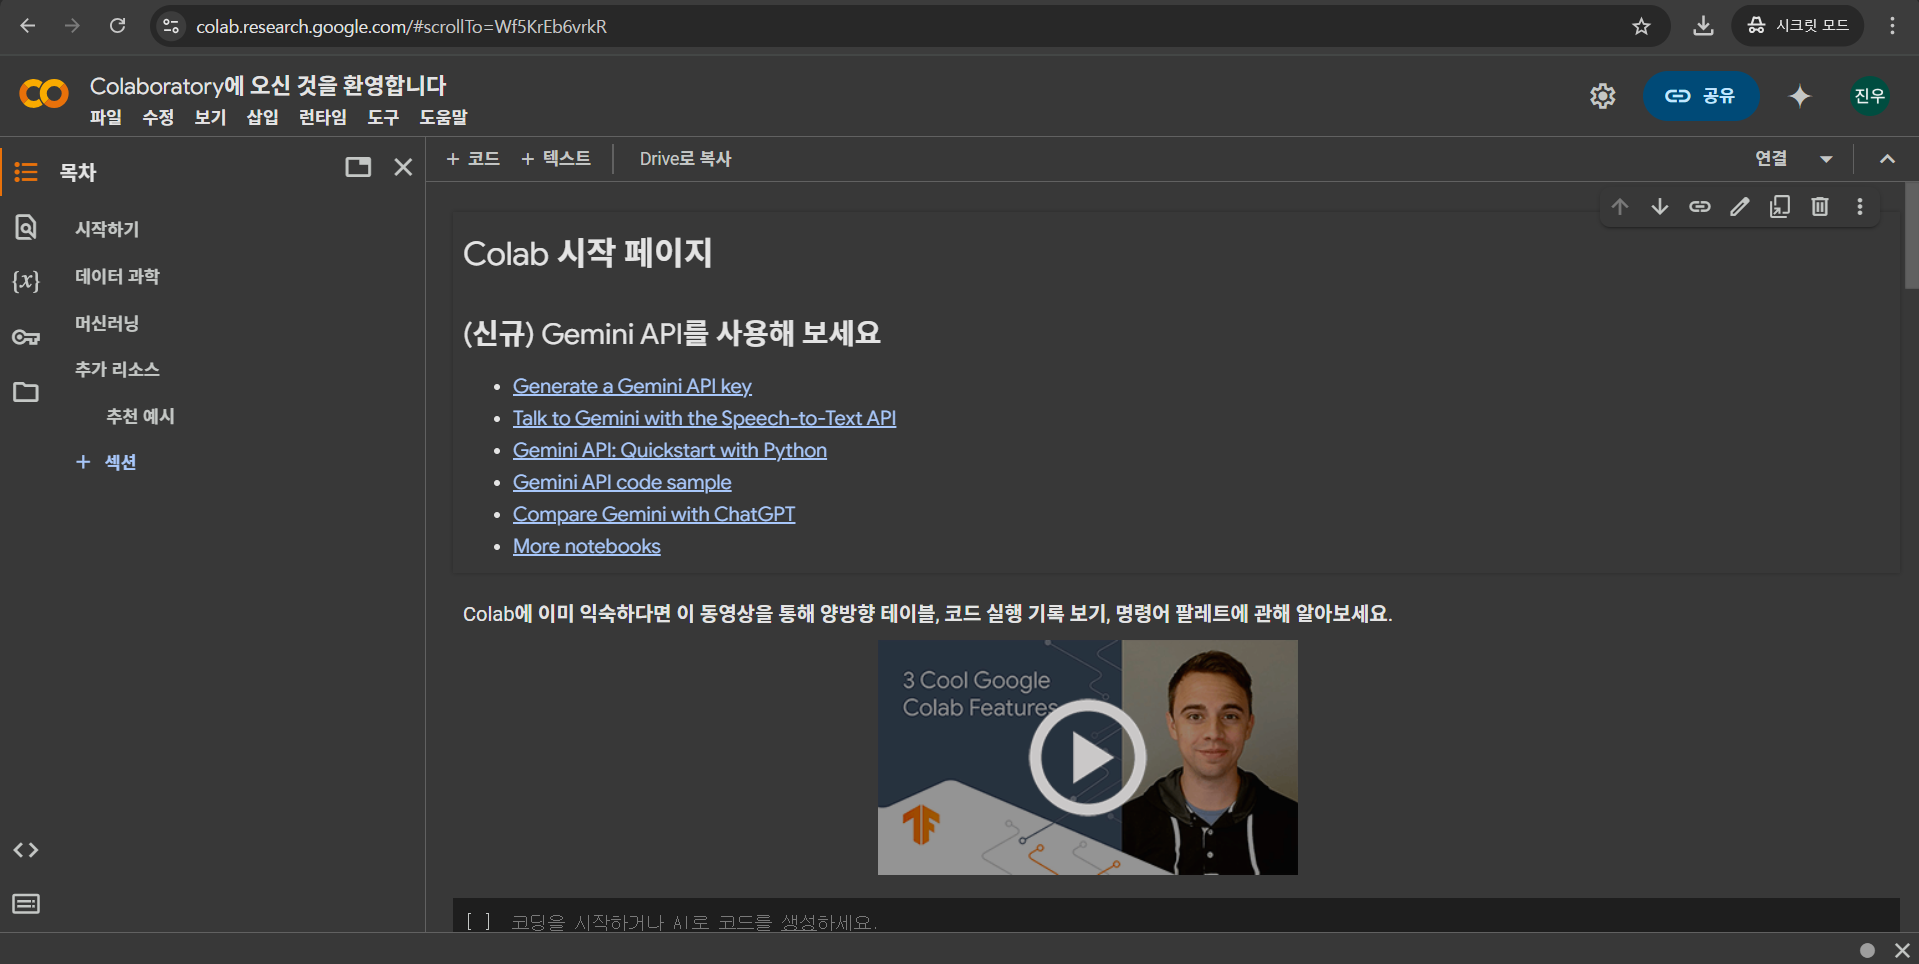 colab.research.google.com/#scrollTo=Wf5KrEb6vrkR
시크릿 모드
Colaboratory에 오신 것을 환영합니다
파일 수정 보기 삽입 런타임 도구 도움말
공유
진우
목차
시작하기
데이터 과학
머신러닝
추가 리소스
추천 예시
+ 섹션
{x}
+ 코드 + 텍스트 Drive로 복사
연결
Colab 시작 페이지
(신규) Gemini API를 사용해 보세요
• Generate a Gemini API key
• Talk to Gemini with the Speech-to-Text API
• Gemini API: Quickstart with Python
• Gemini API code sample
• Compare Gemini with ChatGPT
• More notebooks
Colab에 이미 익숙하다면 이 동영상을 통해 양방향 테이블, 코드 실행 기록 보기, 명령어 팔레트에 관해 알아보세요.
3 Cool Google
Colab Features
[ ] 코딩을 시작하거나 AI로 코드를 생성하세요.